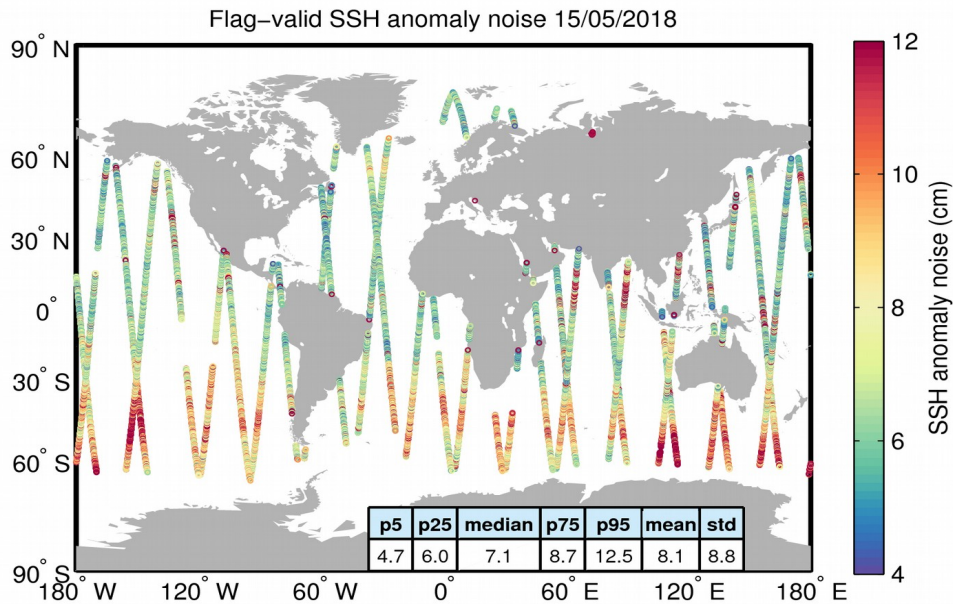 Flag−valid SSH anomaly noise 15/05/2018
90° N
60° N
30° N
0°
30° S
60° S
90° S
180° W
120° W
60° W
0°
60° E
120° E
180° E
p5 p25 median p75 p95 mean std
4.7 6.0 7.1 8.7 12.5 8.1 8.8
12
10
8
6
4
SSH anomaly noise (cm)